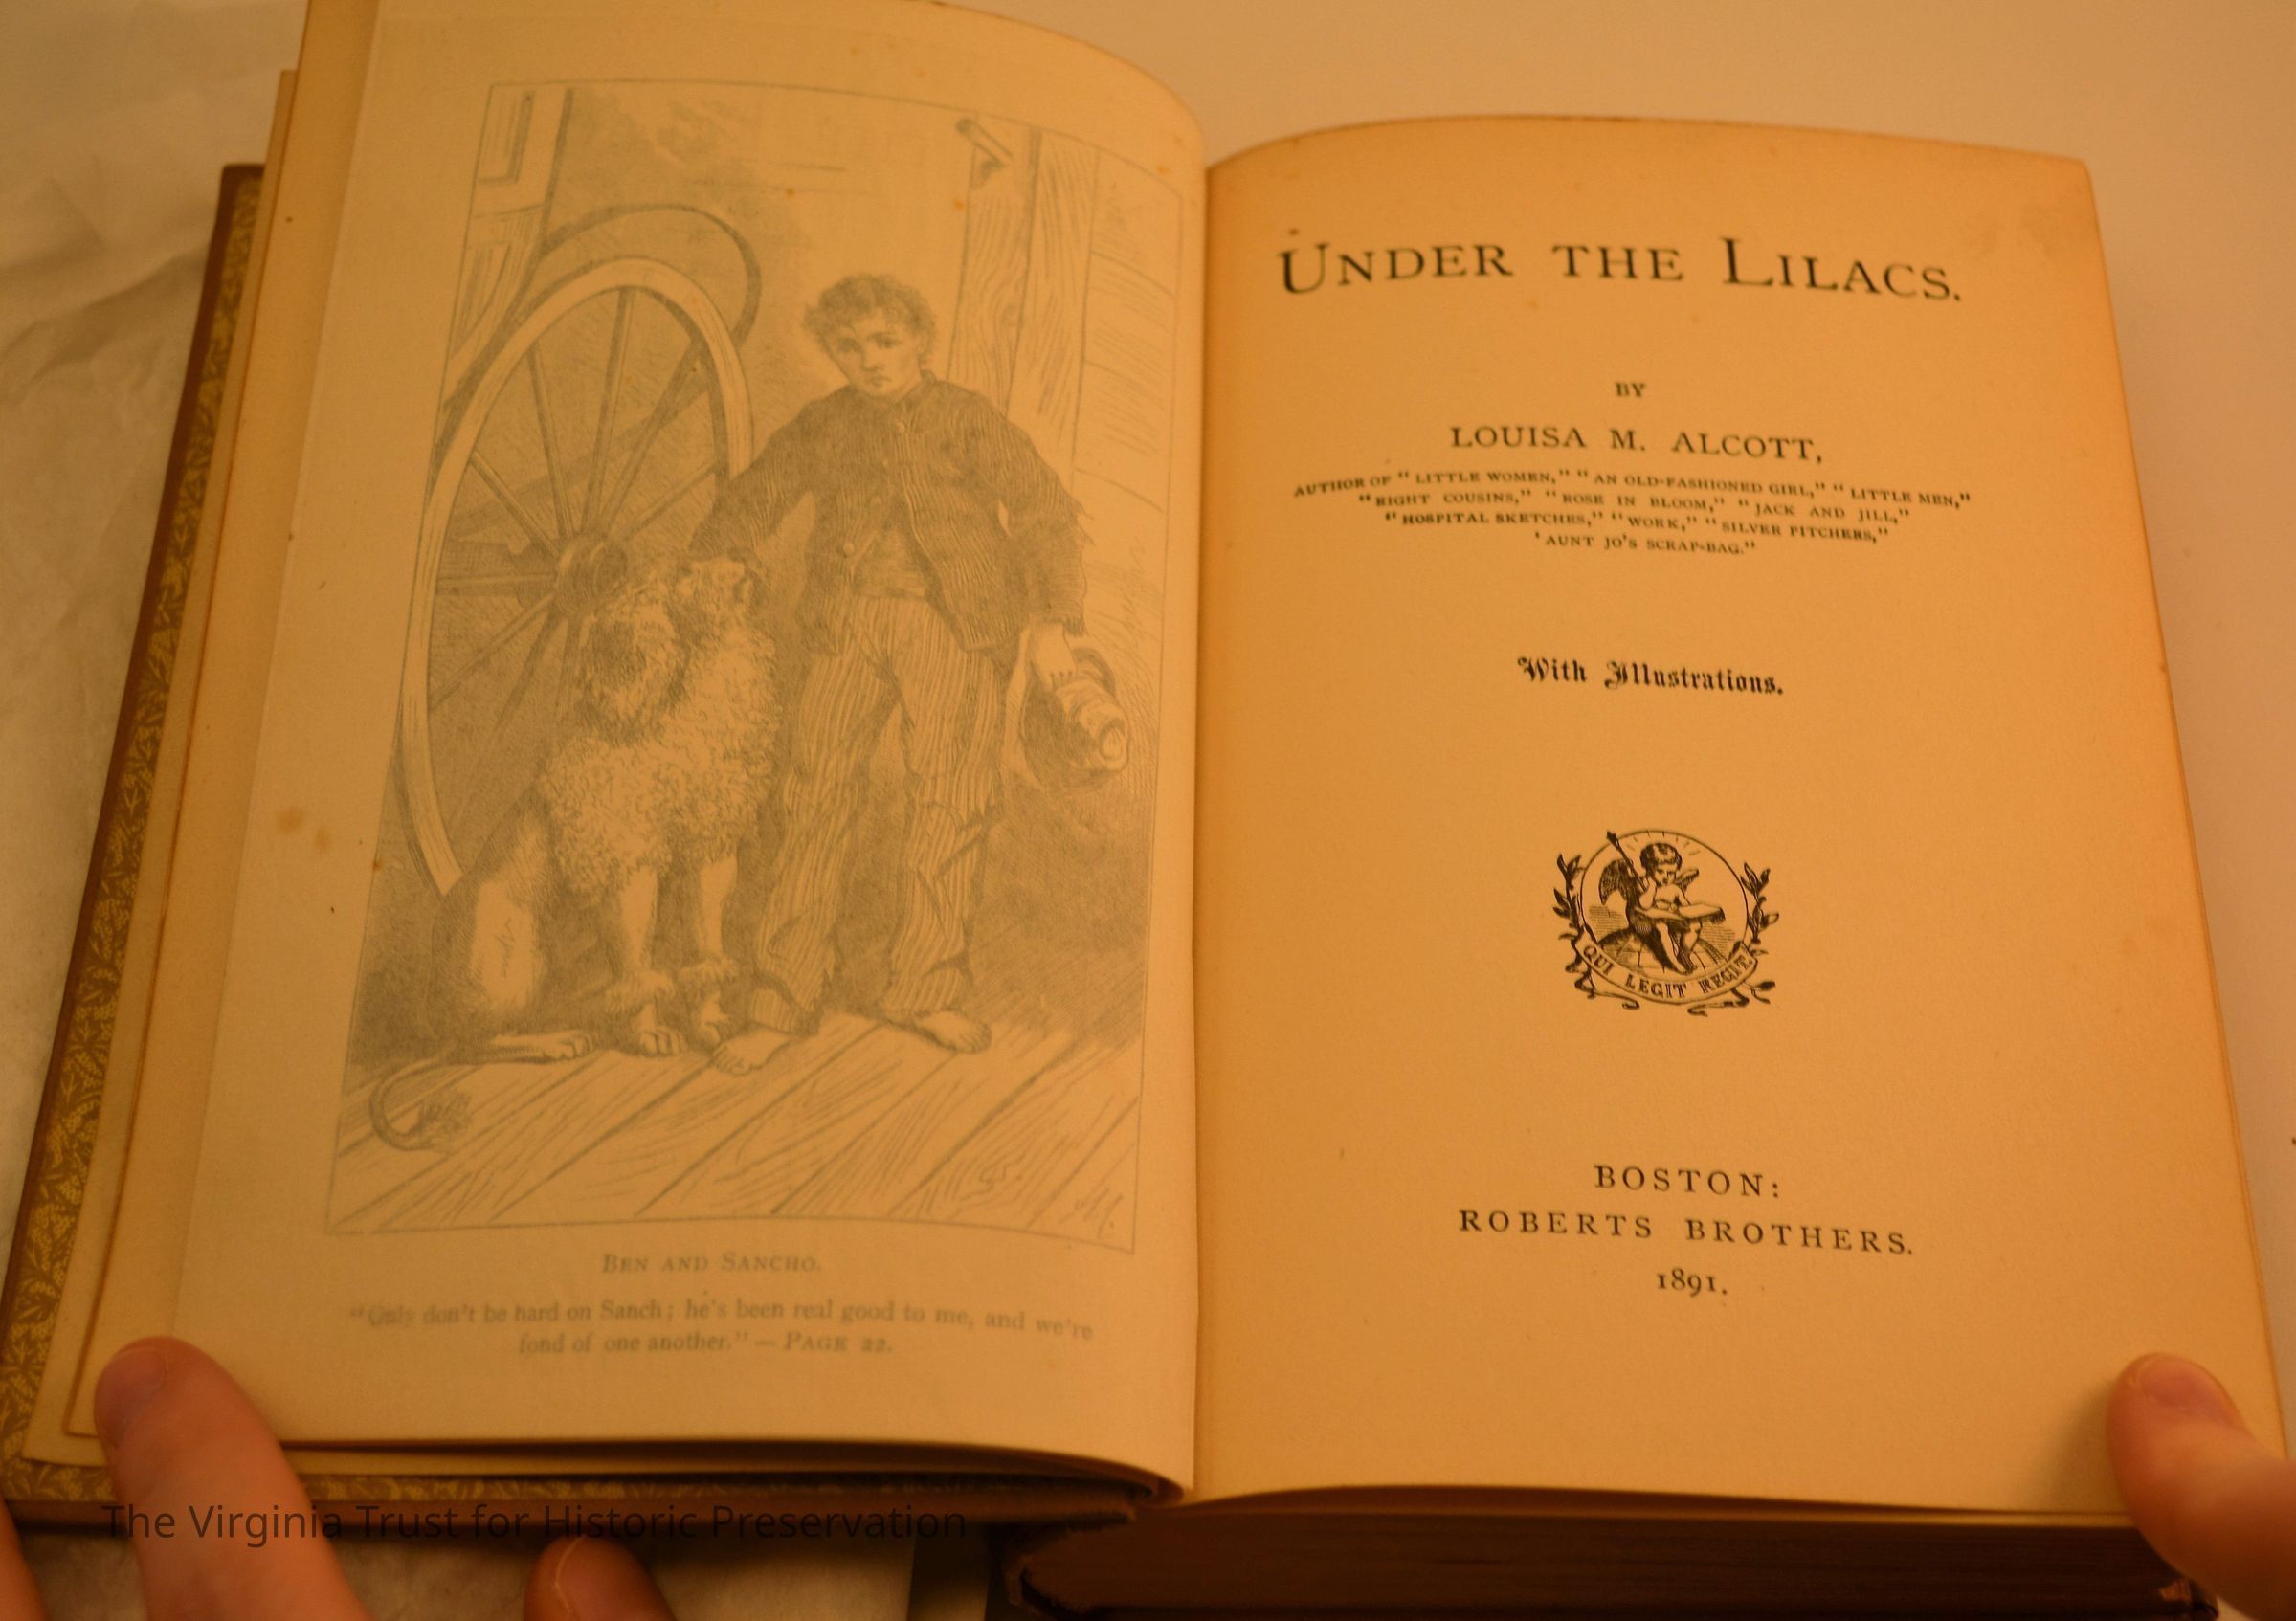 BEN AND SANCHO.
"Only don't be hard on Sanch; he's been real good to me, and we're
fond of one another."—PAGE 22.
UNDER THE LILACS.
BY
LOUISA M. ALCOTT,
AUTHOR OF "LITTLE WOMEN," "AN OLD-FASHIONED GIRL," "LITTLE MEN,"
"EIGHT COUSINS," "ROSE IN BLOOM," "JACK AND JILL,"
"HOSPITAL SKETCHES," "WORK," "SILVER PITCHERS,"
'AUNT JO'S SCRAP-BAG."
With Illustrations.
QUI LEGIT REGIT.
BOSTON:
ROBERTS BROTHERS.
1891.
The Virginia Trust for Historic Preservation